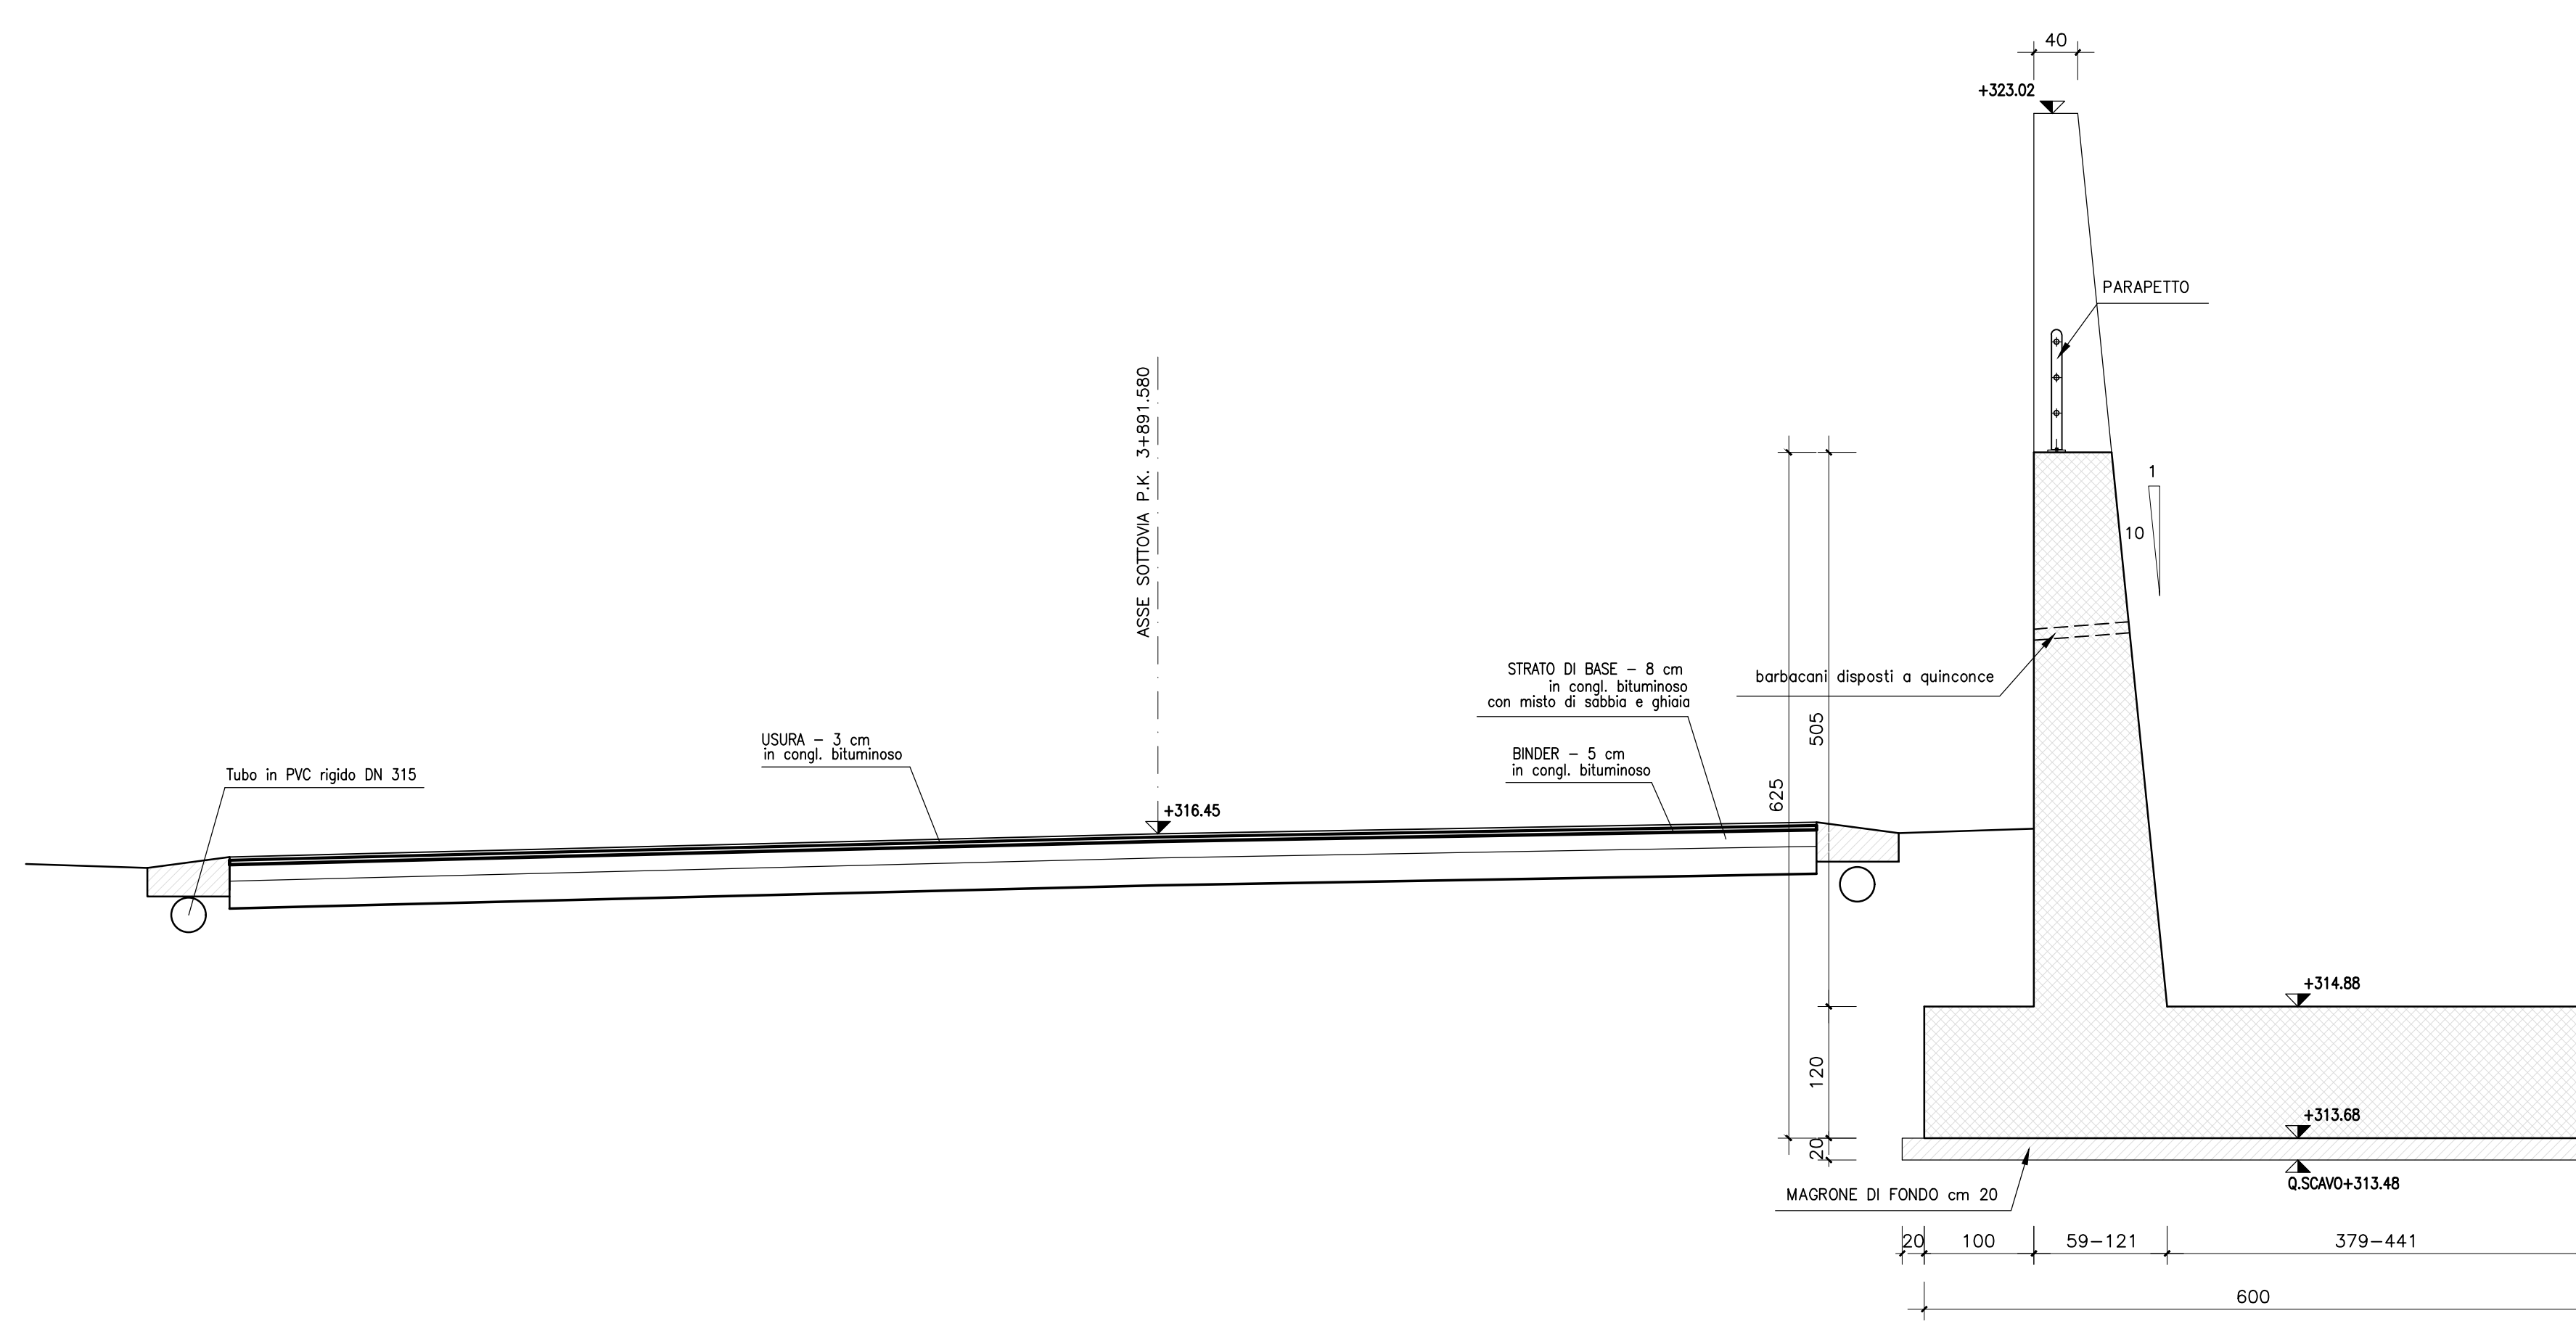 40
+323.02
PARAPETTO
1
10
ASSE SOTTOVIA P.K. 3+891.580
STRATO DI BASE – 8 cm
in congl. bituminoso
con misto di sabbia e ghiaia
barbacani disposti a quinconce
505
USURA – 3 cm
in congl. bituminoso
BINDER – 5 cm
in congl. bituminoso
Tubo in PVC rigido DN 315
625
+316.45
+314.88
120
+313.68
20
Q.SCAVO+313.48
MAGRONE DI FONDO cm 20
20
100
59–121
379–441
600